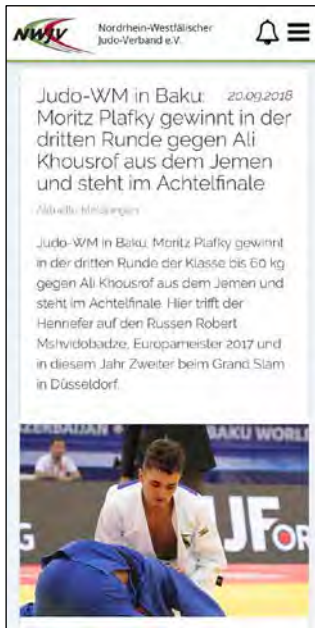 NWJV
Nordrhein-Westfälischer
Judo-Verband e.V.
Judo-WM in Baku: 20.09.2018
Moritz Plafky gewinnt in der
dritten Runde gegen Ali
Khousrof aus dem Jemen
und steht im Achtelfinale
Aktuelle Meldungen
Judo-WM in Baku: Moritz Plafky gewinnt
in der dritten Runde der Klasse bis 60 kg
gegen Ali Khousrof aus dem Jemen und
steht im Achtelfinale. Hier trifft der
Hennefer auf den Russen Robert
Mshvidobadze, Europameister 2017 und
in diesem Jahr Zweiter beim Grand Slam
in Düsseldorf.
ZERBAIJAN
BAKU WORL
G
JFOR